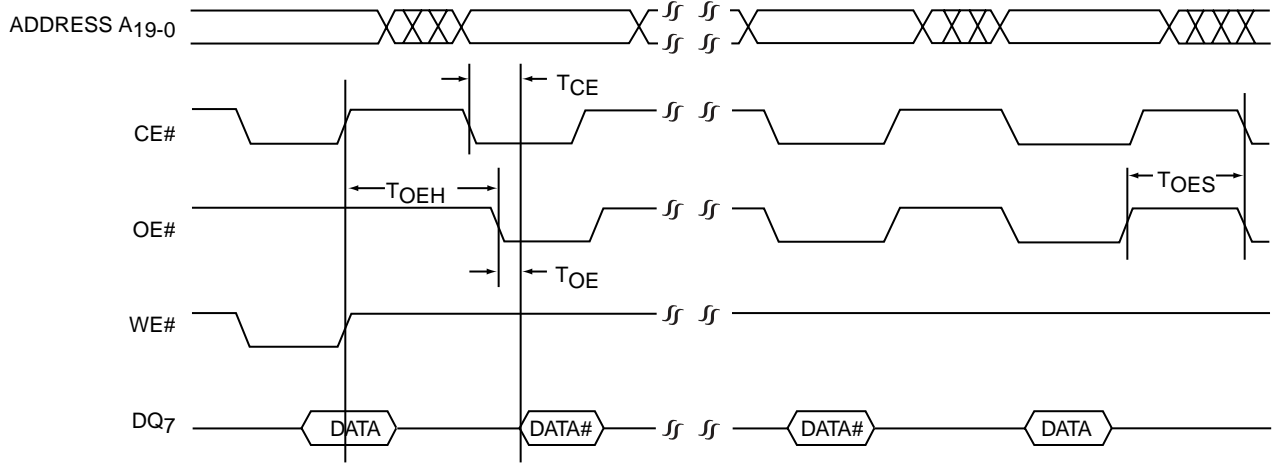 ADDRESS A19-0
TCE
CE#
TOEH
TOES
OE#
TOE
WE#
DQ7
DATA
DATA#
DATA#
DATA